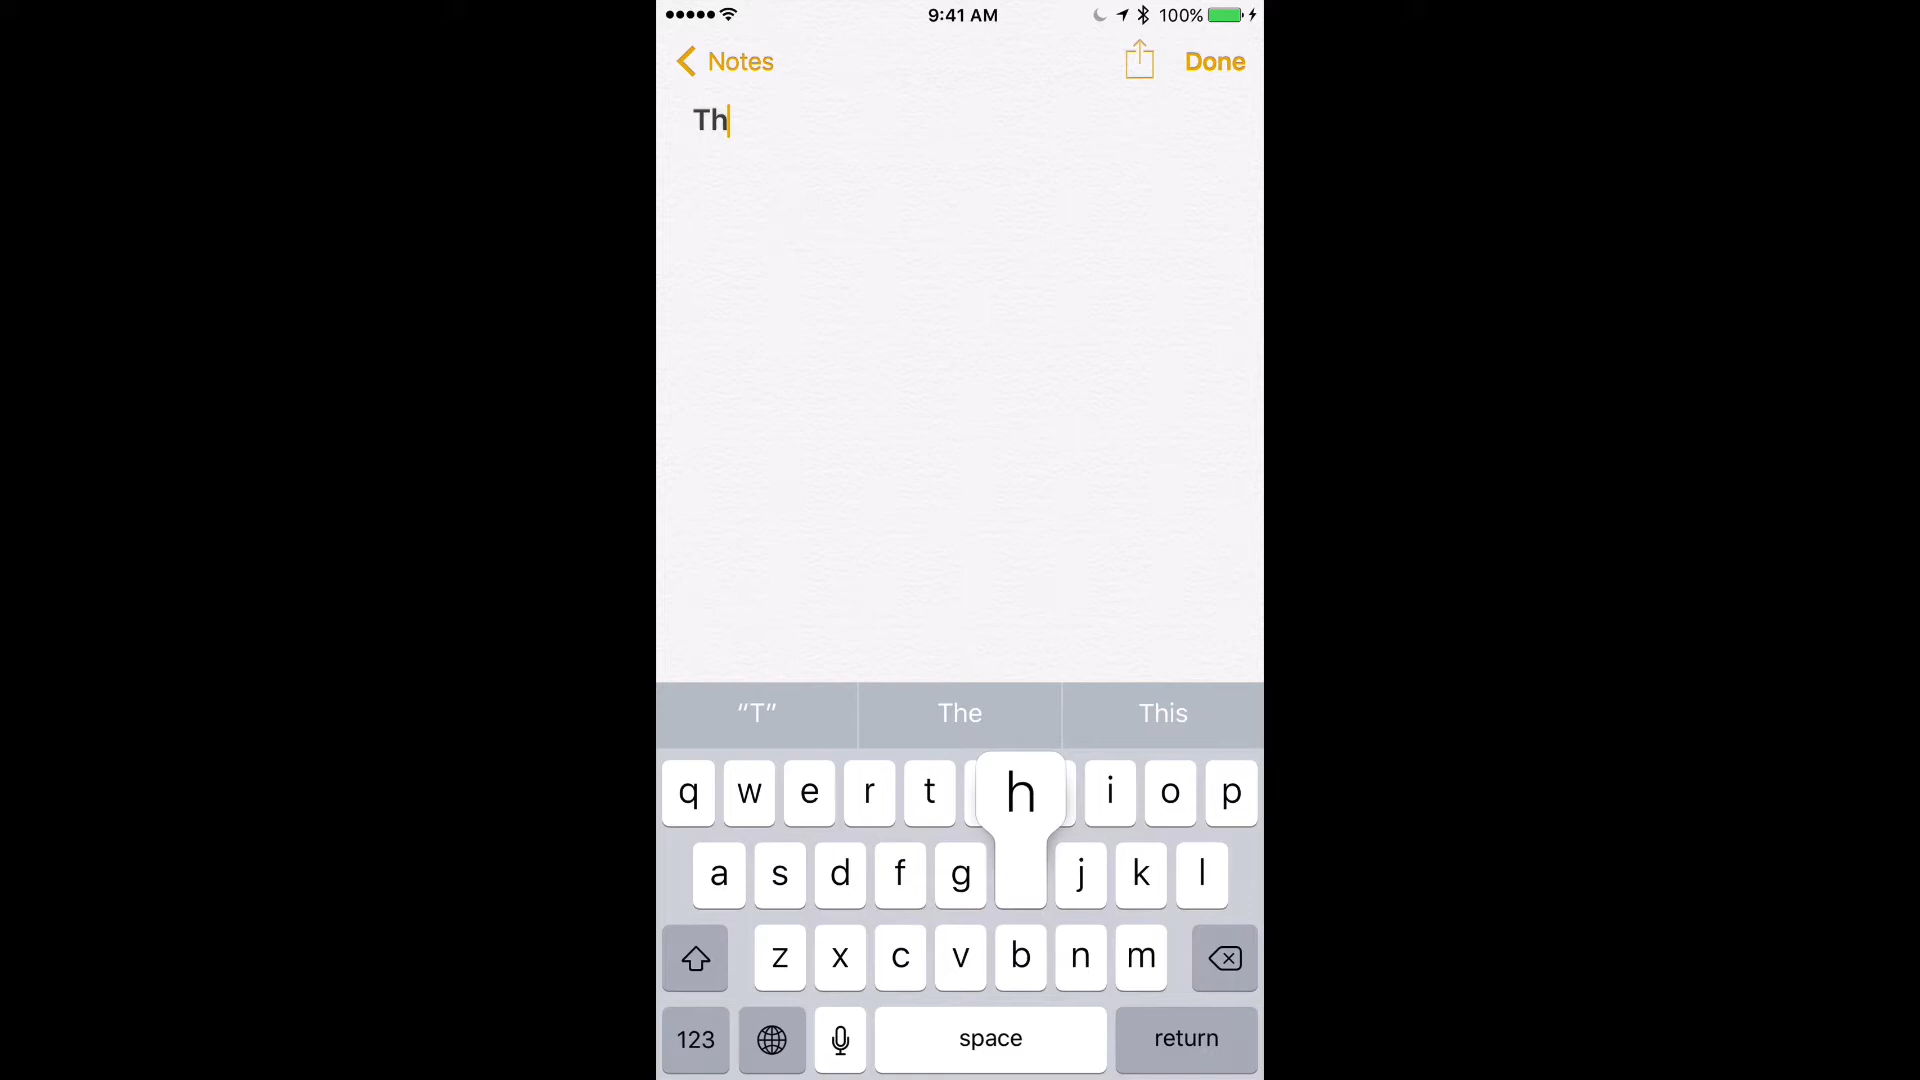 9:41 AM 100%
Notes Done
Th
“T” The This
q w e r t h i o p
a s d f g j k l
z x c v b n m
123 space return